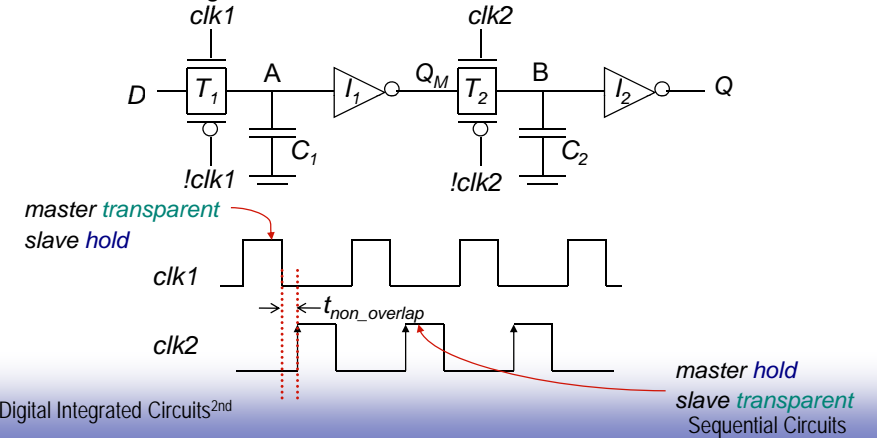 clk1 clk2
D T1 A I1 QM T2 B I2 Q
C1 C2
!clk1 !clk2
master transparent
slave hold
clk1
tnon_overlap
clk2
master hold
slave transparent
Digital Integrated Circuits2nd
Sequential Circuits